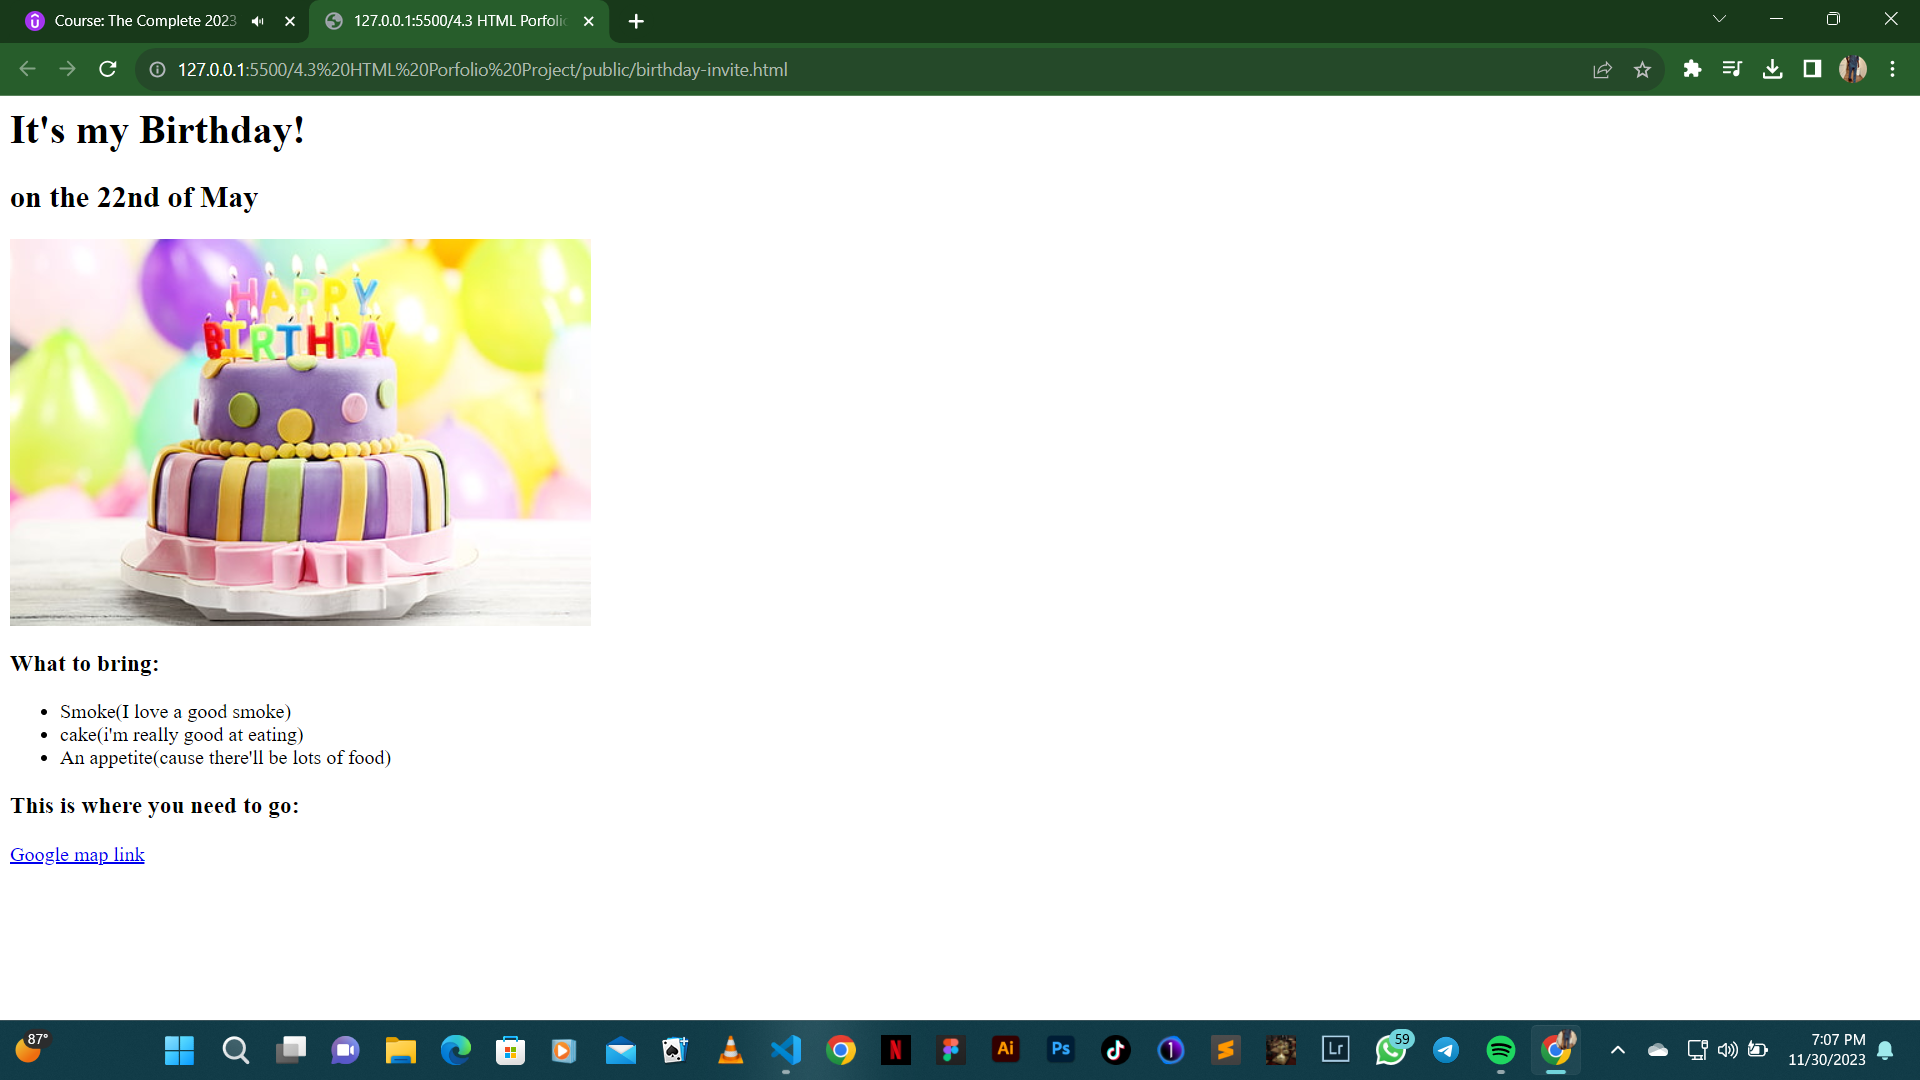 Course: The Complete 2023
127.0.0.1:5500/4.3 HTML Porfolio
127.0.0.1:5500/4.3%20HTML%20Porfolio%20Project/public/birthday-invite.html
It's my Birthday!
on the 22nd of May
HAPPY
BIRTHDAY
What to bring:
Smoke(I love a good smoke)
cake(i'm really good at eating)
An appetite(cause there'll be lots of food)
This is where you need to go:
Google map link
87°
N
Ai
Ps
1
S
Lr
59
7:07 PM
11/30/2023